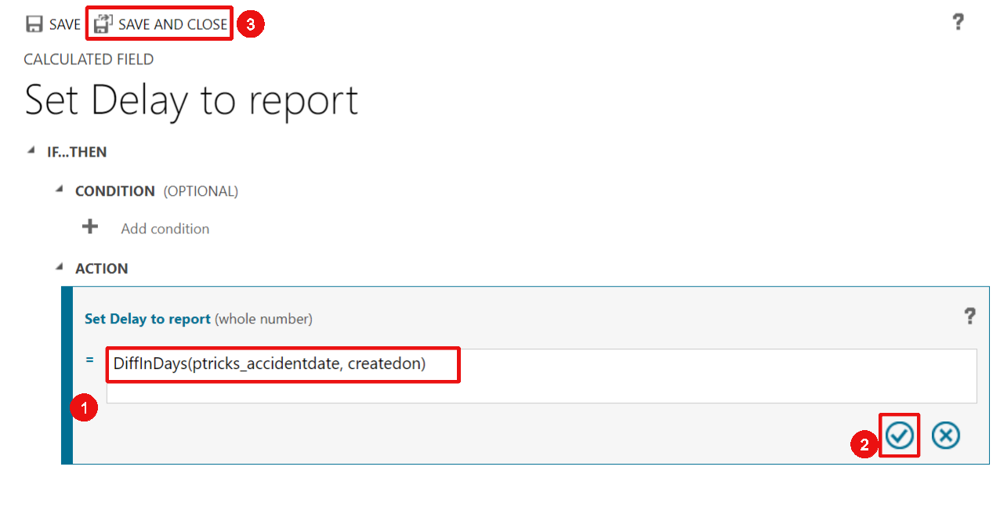 SAVE SAVE AND CLOSE 3 ?
CALCULATED FIELD
Set Delay to report
IF...THEN
CONDITION (OPTIONAL)
Add condition
ACTION
Set Delay to report (whole number) ?
= DiffInDays(ptricks_accidentdate, createdon)
1
2